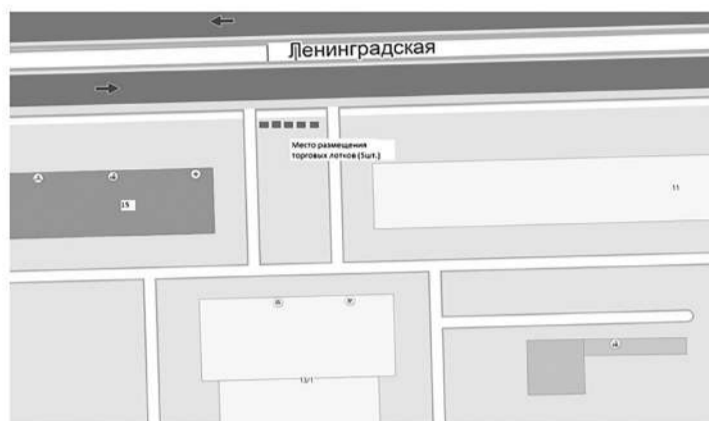 Ленинградская
Место размещения
торговых лотков (5шт.)
15
11
13/1